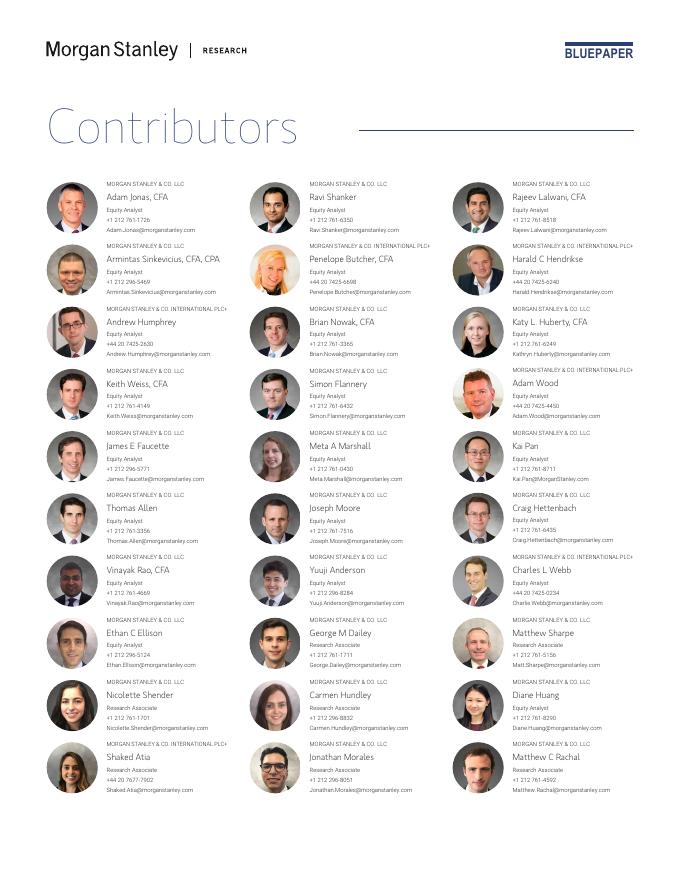 Morgan Stanley | RESEARCH
BLUEPAPER
Contributors
MORGAN STANLEY & CO. LLC
Adam Jonas, CFA
Equity Analyst
+1 212 761-1726
Adam.Jonas@morganstanley.com
MORGAN STANLEY & CO. LLC
Ravi Shanker
Equity Analyst
+1 212 761-6350
Ravi.Shanker@morganstanley.com
MORGAN STANLEY & CO. LLC
Rajeev Lalwani, CFA
Equity Analyst
+1 212 761-8518
Rajeev.Lalwani@morganstanley.com
MORGAN STANLEY & CO. LLC
Armintas Sinkevicius, CFA, CPA
Equity Analyst
+1 212 296-5469
Armintas.Sinkevicius@morganstanley.com
MORGAN STANLEY & CO. INTERNATIONAL PLC+
Penelope Butcher, CFA
Equity Analyst
+44 20 7425-6698
Penelope.Butcher@morganstanley.com
MORGAN STANLEY & CO. INTERNATIONAL PLC+
Harald C Hendrikse
Equity Analyst
+44 20 7425-6240
Harald.Hendrikse@morganstanley.com
MORGAN STANLEY & CO. INTERNATIONAL PLC+
Andrew Humphrey
Equity Analyst
+44 20 7425-2630
Andrew.Humphrey@morganstanley.com
MORGAN STANLEY & CO. LLC
Brian Nowak, CFA
Equity Analyst
+1 212 761-3365
Brian.Nowak@morganstanley.com
MORGAN STANLEY & CO. LLC
Katy L. Huberty, CFA
Equity Analyst
+1 212 761-6249
Kathryn.Huberty@morganstanley.com
MORGAN STANLEY & CO. LLC
Keith Weiss, CFA
Equity Analyst
+1 212 761-4149
Keith.Weiss@morganstanley.com
MORGAN STANLEY & CO. LLC
Simon Flannery
Equity Analyst
+1 212 761-6432
Simon.Flannery@morganstanley.com
MORGAN STANLEY & CO. INTERNATIONAL PLC+
Adam Wood
Equity Analyst
+44 20 7425-4450
Adam.Wood@morganstanley.com
MORGAN STANLEY & CO. LLC
James E Faucette
Equity Analyst
+1 212 296-5771
James.Faucette@morganstanley.com
MORGAN STANLEY & CO. LLC
Meta A Marshall
Equity Analyst
+1 212 761-0430
Meta.Marshall@morganstanley.com
MORGAN STANLEY & CO. LLC
Kai Pan
Equity Analyst
+1 212 761-8711
Kai.Pan@MorganStanley.com
MORGAN STANLEY & CO. LLC
Thomas Allen
Equity Analyst
+1 212 761-3356
Thomas.Allen@morganstanley.com
MORGAN STANLEY & CO. LLC
Joseph Moore
Equity Analyst
+1 212 761-7516
Joseph.Moore@morganstanley.com
MORGAN STANLEY & CO. LLC
Craig Hettenbach
Equity Analyst
+1 212 761-6435
Craig.Hettenbach@morganstanley.com
MORGAN STANLEY & CO. LLC
Vinayak Rao, CFA
Equity Analyst
+1 212 761-4669
Vinayak.Rao@morganstanley.com
MORGAN STANLEY & CO. LLC
Yuuji Anderson
Equity Analyst
+1 212 296-8284
Yuuji.Anderson@morganstanley.com
MORGAN STANLEY & CO. INTERNATIONAL PLC+
Charles L Webb
Equity Analyst
+44 20 7425-0234
Charlie.Webb@morganstanley.com
MORGAN STANLEY & CO. LLC
Ethan C Ellison
Equity Analyst
+1 212 296-5124
Ethan.Ellison@morganstanley.com
MORGAN STANLEY & CO. LLC
George M Dailey
Research Associate
+1 212 761-1711
George.Dailey@morganstanley.com
MORGAN STANLEY & CO. LLC
Matthew Sharpe
Research Associate
+1 212 761-5156
Matt.Sharpe@morganstanley.com
MORGAN STANLEY & CO. LLC
Nicolette Shender
Research Associate
+1 212 761-1701
Nicolette.Shender@morganstanley.com
MORGAN STANLEY & CO. LLC
Carmen Hundley
Research Associate
+1 212 296-8832
Carmen.Hundley@morganstanley.com
MORGAN STANLEY & CO. LLC
Diane Huang
Equity Analyst
+1 212 761-8290
Diane.Huang@morganstanley.com
MORGAN STANLEY & CO. INTERNATIONAL PLC+
Shaked Atia
Research Associate
+44 20 7677-7902
Shaked.Atia@morganstanley.com
MORGAN STANLEY & CO. LLC
Jonathan Morales
Research Associate
+1 212 296-8051
Jonathan.Morales@morganstanley.com
MORGAN STANLEY & CO. LLC
Matthew C Rachal
Research Associate
+1 212 761-4592
Matthew.Rachal@morganstanley.com